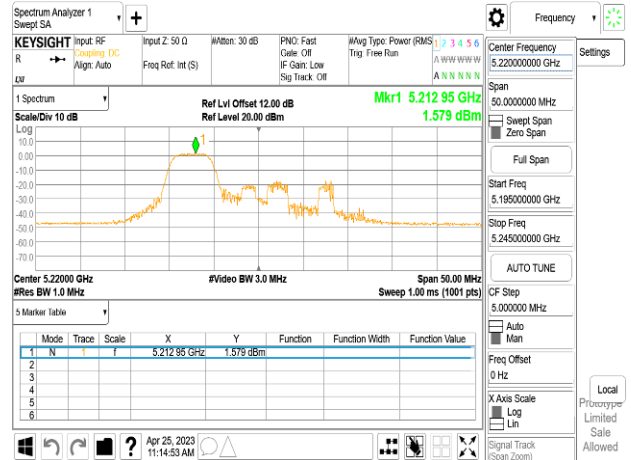 Spectrum Analyzer 1
Swept SA
KEYSIGHT
R
Input: RF
Coupling: DC
Align: Auto
Input Z: 50 Ω
Freq Ref: Int (S)
#Atten: 30 dB
PNO: Fast
Gate: Off
IF Gain: Low
Sig Track: Off
#Avg Type: Power (RMS
Trig: Free Run
1 2 3 4 5 6
A W W W W W
A N N N N N
1 Spectrum
Scale/Div 10 dB
Ref Lvl Offset 12.00 dB
Ref Level 20.00 dBm
Mkr1 5.212 95 GHz
1.579 dBm
Log
10.0
0.00
-10.0
-20.0
-30.0
-40.0
-50.0
-60.0
-70.0
1
Center 5.22000 GHz
#Res BW 1.0 MHz
#Video BW 3.0 MHz
Span 50.00 MHz
Sweep 1.00 ms (1001 pts)
5 Marker Table
Mode Trace Scale X Y Function Function Width Function Value
1 N 1 f 5.212 95 GHz 1.579 dBm
2
3
4
5
6
Apr 25, 2023
11:14:53 AM
Frequency
Settings
Center Frequency
5.220000000 GHz
Span
50.0000000 MHz
Swept Span
Zero Span
Full Span
Start Freq
5.195000000 GHz
Stop Freq
5.245000000 GHz
AUTO TUNE
CF Step
5.000000 MHz
Auto
Man
Freq Offset
0 Hz
X Axis Scale
Log
Lin
Signal Track
(Span Zoom)
Local
Prototype
Limited
Sale
Allowed